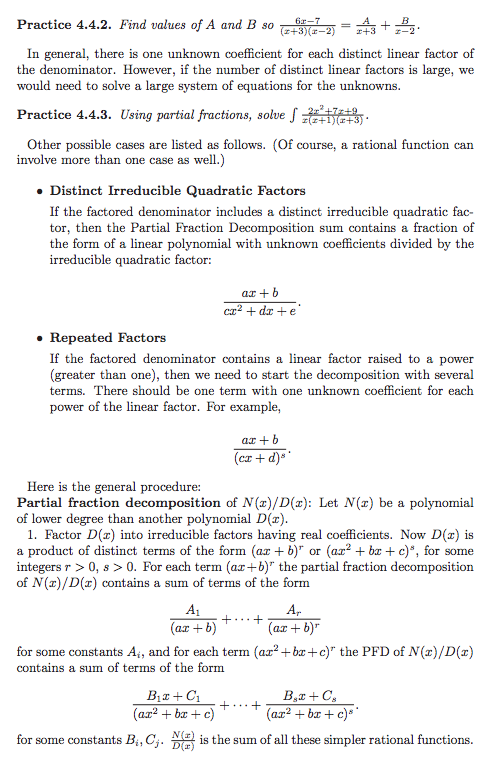 Practice 4.4.2. Find values of A and B so \frac{6x-7}{(x+3)(x-2)} = \frac{A}{x+3} + \frac{B}{x-2}.
In general, there is one unknown coefficient for each distinct linear factor of
the denominator. However, if the number of distinct linear factors is large, we
would need to solve a large system of equations for the unknowns.
Practice 4.4.3. Using partial fractions, solve ∫ \frac{2x^2+7x+9}{x(x+1)(x+3)}.
Other possible cases are listed as follows. (Of course, a rational function can
involve more than one case as well.)
• Distinct Irreducible Quadratic Factors
If the factored denominator includes a distinct irreducible quadratic fac-
tor, then the Partial Fraction Decomposition sum contains a fraction of
the form of a linear polynomial with unknown coefficients divided by the
irreducible quadratic factor:
\frac{ax + b}{cx^2 + dx + e}.
• Repeated Factors
If the factored denominator contains a linear factor raised to a power
(greater than one), then we need to start the decomposition with several
terms. There should be one term with one unknown coefficient for each
power of the linear factor. For example,
\frac{ax + b}{(cx + d)^s}.
Here is the general procedure:
Partial fraction decomposition of N(x)/D(x): Let N(x) be a polynomial
of lower degree than another polynomial D(x).
1. Factor D(x) into irreducible factors having real coefficients. Now D(x) is
a product of distinct terms of the form (ax + b)^r or (ax^2 + bx + c)^s, for some
integers r > 0, s > 0. For each term (ax+b)^r the partial fraction decomposition
of N(x)/D(x) contains a sum of terms of the form
\frac{A_1}{(ax + b)} + ··· + \frac{A_r}{(ax + b)^r}
for some constants A_i, and for each term (ax^2+bx+c)^r the PFD of N(x)/D(x)
contains a sum of terms of the form
\frac{B_1x + C_1}{(ax^2 + bx + c)} + ··· + \frac{B_sx + C_s}{(ax^2 + bx + c)^s}.
for some constants B_i, C_j. \frac{N(x)}{D(x)} is the sum of all these simpler rational functions.